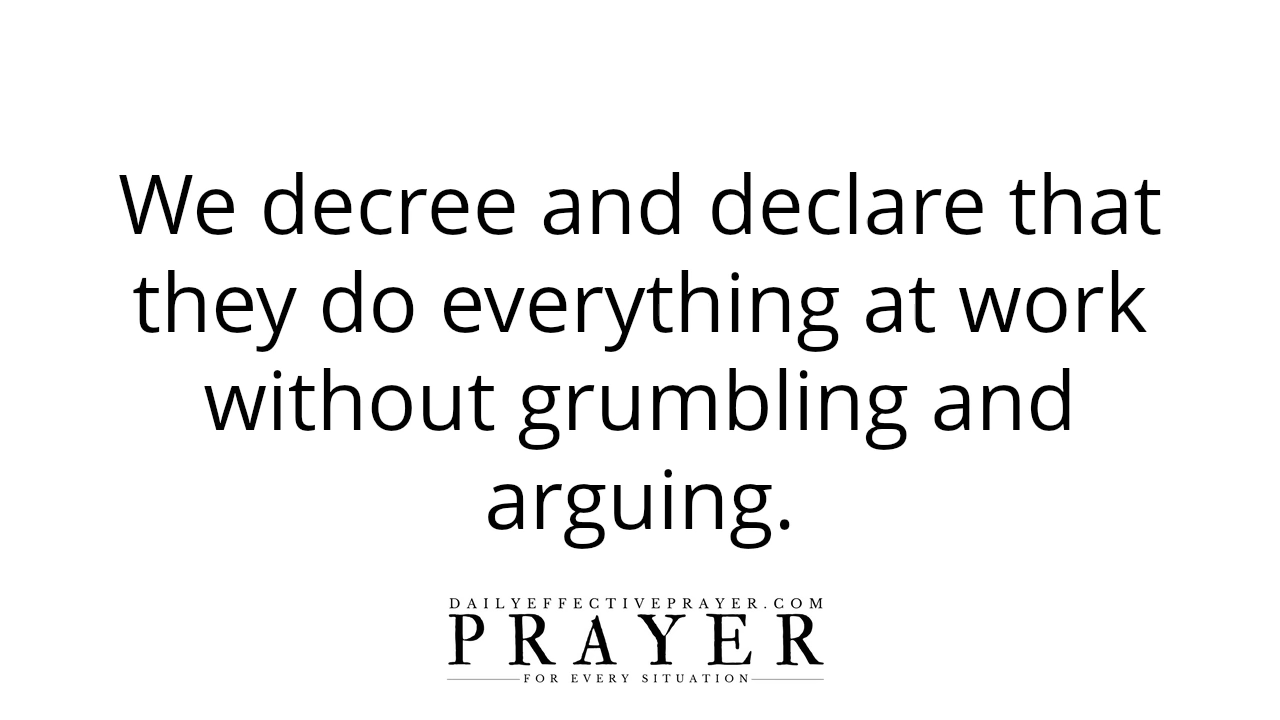 We decree and declare that
they do everything at work
without grumbling and
arguing.
DAILYEFFECTIVEPRAYER.COM
PRAYER
FOR EVERY SITUATION